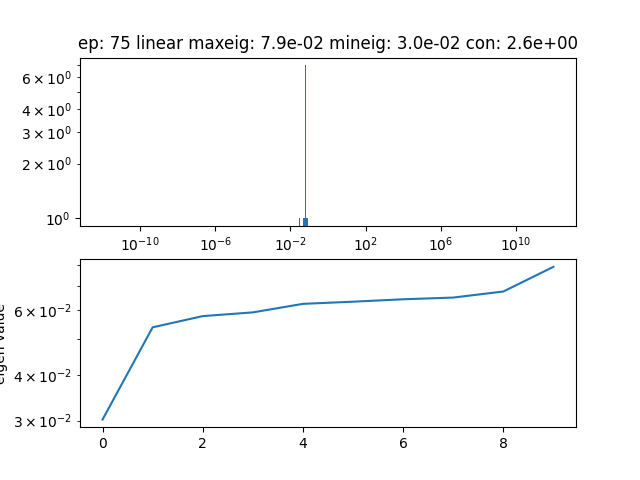 ep: 75 linear maxeig: 7.9e-02 mineig: 3.0e-02 con: 2.6e+00
6 × 10⁰
4 × 10⁰
3 × 10⁰
2 × 10⁰
10⁰
10⁻¹⁰ 10⁻⁶ 10⁻² 10² 10⁶ 10¹⁰
eigen value
6 × 10⁻²
4 × 10⁻²
3 × 10⁻²
0 2 4 6 8